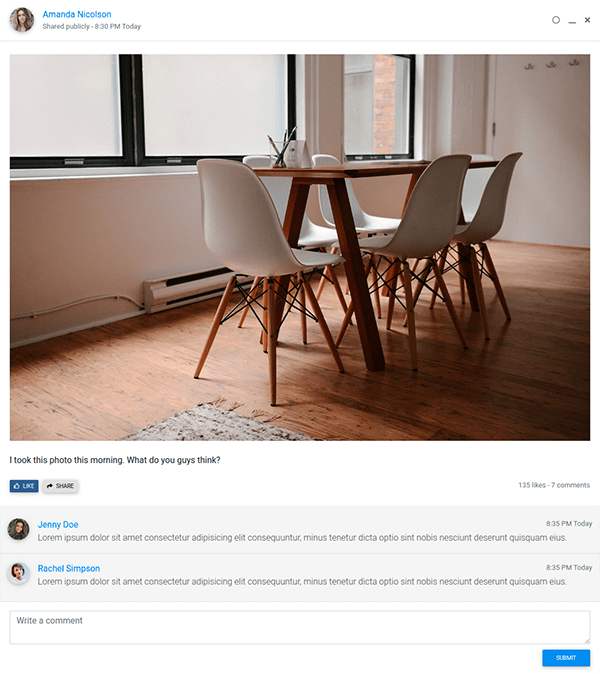 Amanda Nicolson
Shared publicly - 8:30 PM Today
I took this photo this morning. What do you guys think?
LIKE
SHARE
135 likes - 7 comments
Jenny Doe
8:35 PM Today
Lorem ipsum dolor sit amet consectetur adipisicing elit consequuntur, minus tenetur dicta optio sint nobis nesciunt deserunt quisquam eius.
Rachel Simpson
8:35 PM Today
Lorem ipsum dolor sit amet consectetur adipisicing elit consequuntur, minus tenetur dicta optio sint nobis nesciunt deserunt quisquam eius.
Write a comment
SUBMIT